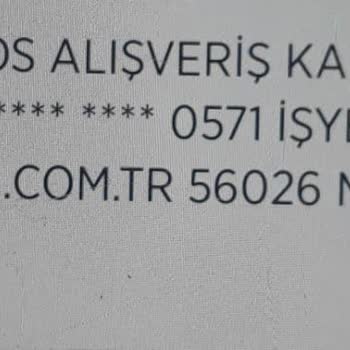 OS ALIŞVERİŞ KA
**** **** 0571 İŞY
.COM.TR 56026 N